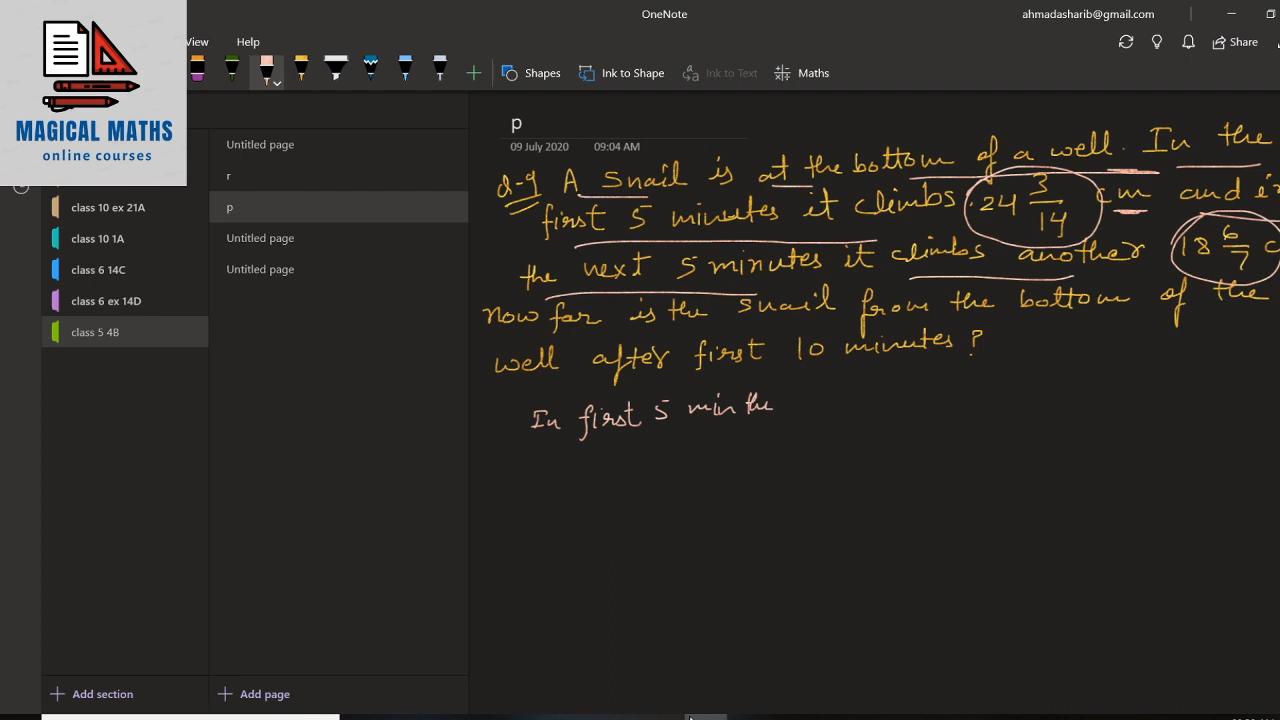 OneNote
ahmadasharib@gmail.com
View
Help
Share
Shapes
Ink to Shape
Ink to Text
Maths
MAGICAL MATHS
online courses
class 10 ex 21A
class 10 1A
class 6 14C
class 6 ex 14D
class 5 4B
Untitled page
r
p
Untitled page
Untitled page
Add section
Add page
p
09 July 2020 09:04 AM
Q-9 A snail is at the bottom of a well. In the
first 5 minutes it climbs 24 3/14 cm and i
the next 5 minutes it climbs another 18 6/7 c
now far is the snail from the bottom of the
well after first 10 minutes?
In first 5 min the